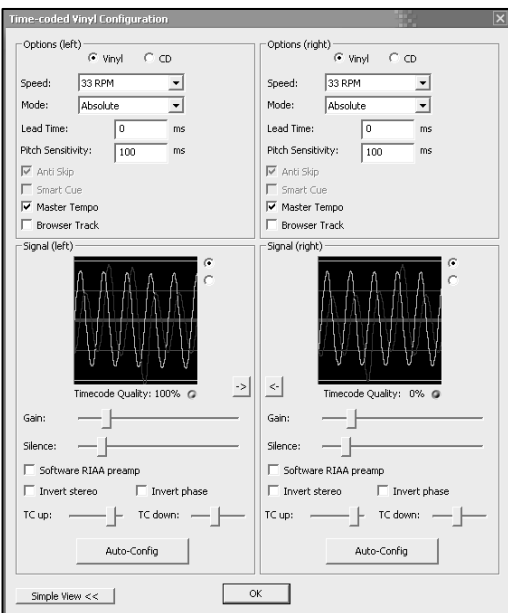 Time-coded Vinyl Configuration
Options (left)
Vinyl CD
Speed: 33 RPM
Mode: Absolute
Lead Time: 0 ms
Pitch Sensitivity: 100 ms
Anti Skip
Smart Cue
Master Tempo
Browser Track
Options (right)
Vinyl CD
Speed: 33 RPM
Mode: Absolute
Lead Time: 0 ms
Pitch Sensitivity: 100 ms
Anti Skip
Smart Cue
Master Tempo
Browser Track
Signal (left)
Timecode Quality: 100%
->
Gain:
Silence:
Software RIAA preamp
Invert stereo Invert phase
TC up: TC down:
Auto-Config
Signal (right)
Timecode Quality: 0%
<-
Gain:
Silence:
Software RIAA preamp
Invert stereo Invert phase
TC up: TC down:
Auto-Config
Simple View <<
OK